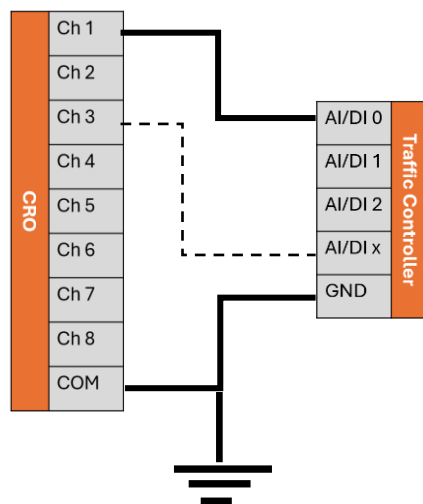 CRO
Ch 1
Ch 2
Ch 3
Ch 4
Ch 5
Ch 6
Ch 7
Ch 8
COM
AI/DI 0
AI/DI 1
AI/DI 2
AI/DI x
GND
Traffic Controller